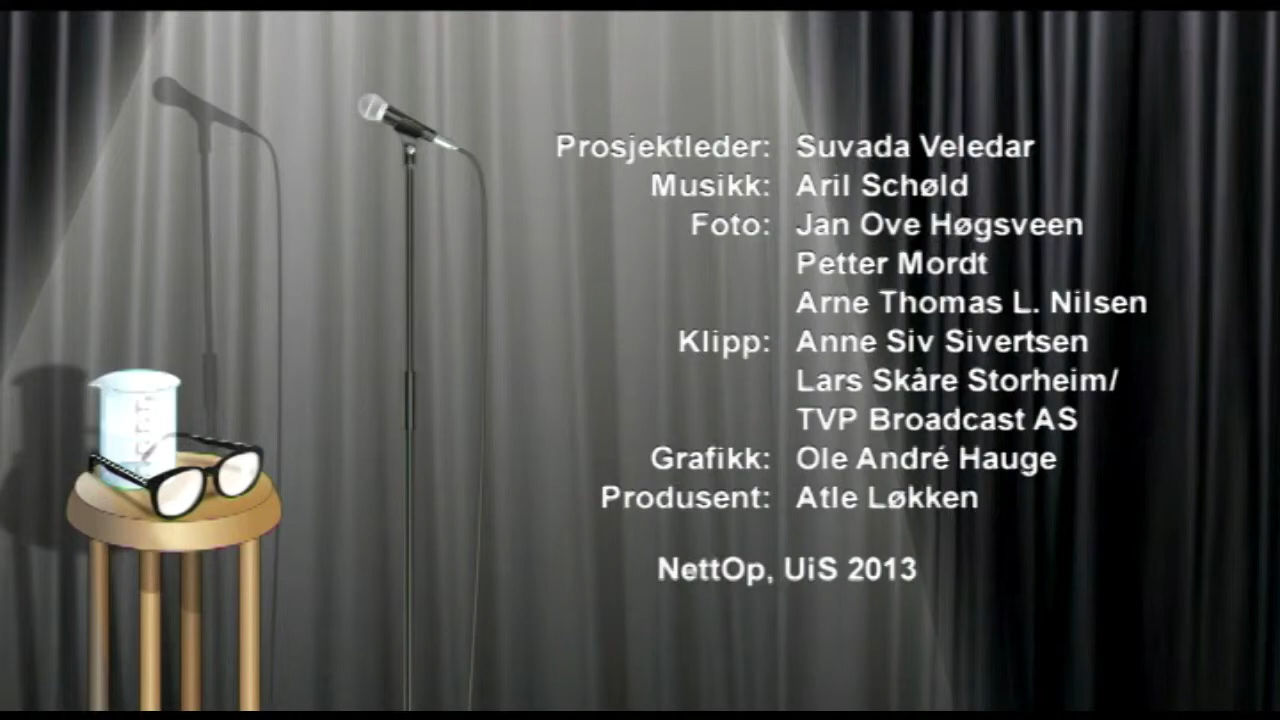 Prosjektleder: Suvada Veledar
Musikk: Aril Schøld
Foto: Jan Ove Høgsveen
Petter Mordt
Arne Thomas L. Nilsen
Klipp: Anne Siv Sivertsen
Lars Skåre Storheim/
TVP Broadcast AS
Grafikk: Ole André Hauge
Produsent: Atle Løkken
NettOp, UiS 2013